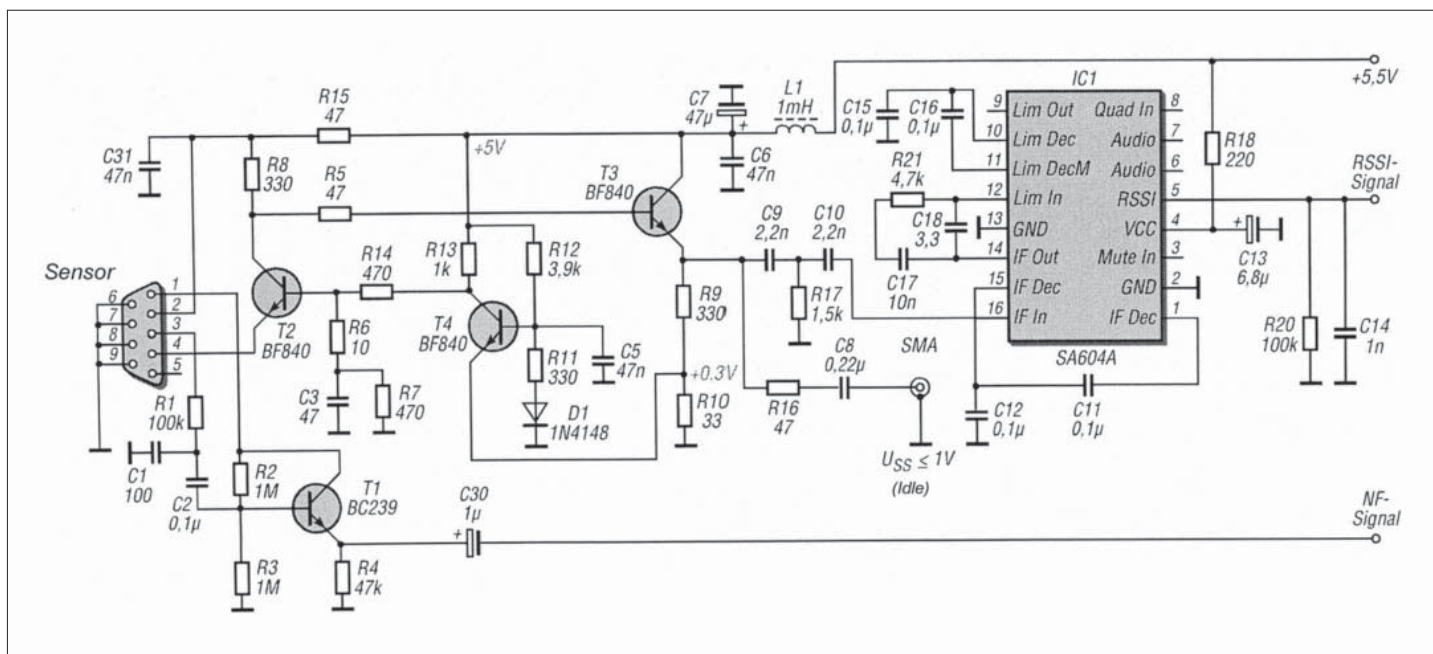 IC1
+5,5V
C7
47µ
+
L1
1mH
C15
0,1µ
C16
0,1µ
9
Lim Out
Quad In
8
10
Lim Dec
Audio
7
11
Lim DecM
Audio
6
12
Lim In
RSSI
5
13
GND
VCC
4
14
IF Out
Mute In
3
15
IF Dec
GND
2
16
IF In
IF Dec
1
SA604A
R18
220
RSSI-
Signal
R15
47
C31
47n
R8
330
+5V
R5
47
T3
BF840
C6
47n
R21
4,7k
C18
3,3
C17
10n
+
C13
6,8µ
C9
2,2n
C10
2,2n
R17
1,5k
R20
100k
C14
1n
Sensor
1
2
3
4
5
6
7
8
9
R14
470
R13
1k
R12
3,9k
T2
BF840
T4
BF840
R6
10
R11
330
C5
47n
R9
330
+0.3V
R10
33
C8
0,22µ
SMA
R16
47
U_SS ≤ 1V
(Idle)
C12
0,1µ
C11
0,1µ
R1
100k
C3
47
R7
470
D1
1N4148
C1
100
C2
0,1µ
R2
1M
T1
BC239
C30
1µ
+
R3
1M
R4
47k
NF-
Signal